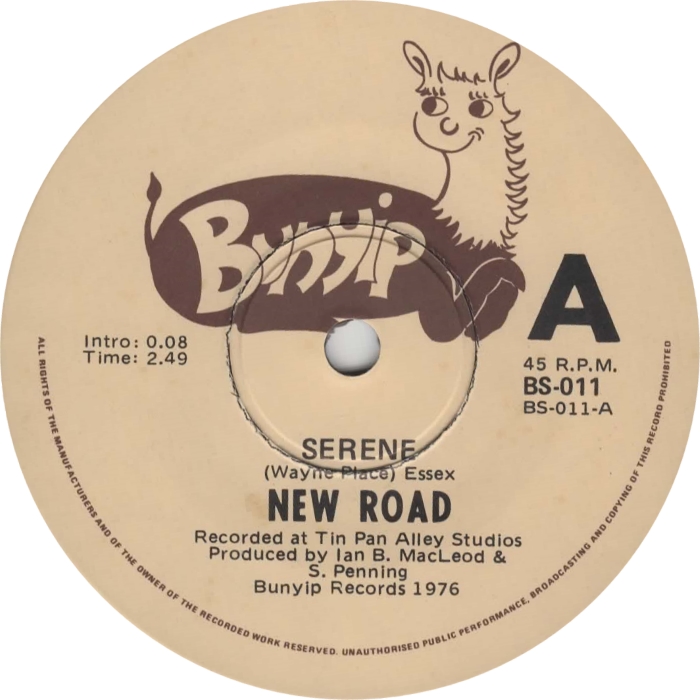 Bunyip
A
Intro: 0.08
Time: 2.49
45 R.P.M.
BS-011
BS-011-A
SERENE
(Wayne Place) Essex
NEW ROAD
Recorded at Tin Pan Alley Studios
Produced by Ian B. MacLeod &
S. Penning
Bunyip Records 1976
ALL RIGHTS OF THE MANUFACTURERS AND OF THE OWNER OF THE RECORDED WORK RESERVED. UNAUTHORISED PUBLIC PERFORMANCE, BROADCASTING AND COPYING OF THIS RECORD PROHIBITED